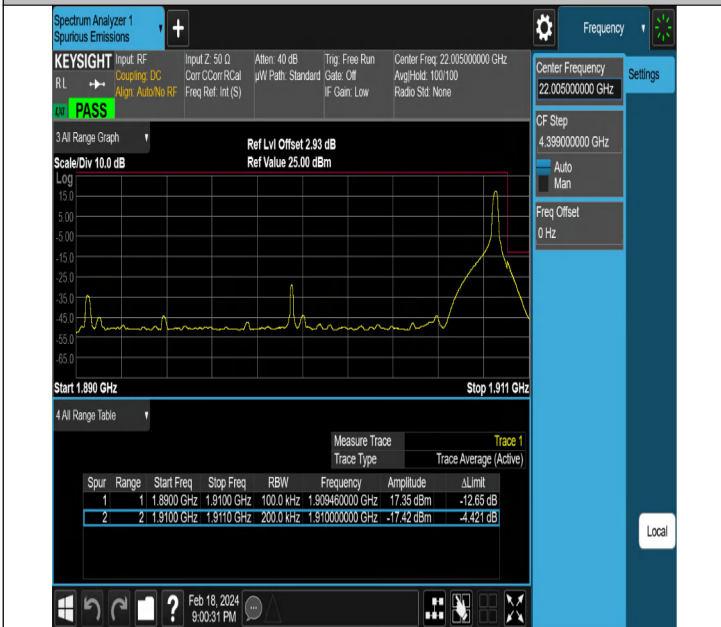 Spectrum Analyzer 1
Spurious Emissions
+
Frequency
KEYSIGHT
RL
LXI
PASS
Input: RF
Coupling: DC
Align: Auto/No RF
Input Z: 50 Ω
Corr CCorr RCal
Freq Ref: Int (S)
Atten: 40 dB
µW Path: Standard
Trig: Free Run
Gate: Off
IF Gain: Low
Center Freq: 22.005000000 GHz
Avg|Hold: 100/100
Radio Std: None
Center Frequency
22.005000000 GHz
Settings
CF Step
4.399000000 GHz
Auto
Man
Freq Offset
0 Hz
3 All Range Graph
Ref Lvl Offset 2.93 dB
Scale/Div 10.0 dB
Ref Value 25.00 dBm
Log
15.0
5.00
-5.00
-15.0
-25.0
-35.0
-45.0
-55.0
-65.0
Start 1.890 GHz
Stop 1.911 GHz
4 All Range Table
Measure Trace Trace 1
Trace Type Trace Average (Active)
Spur Range Start Freq Stop Freq RBW Frequency Amplitude ΔLimit
1 1 1.8900 GHz 1.9100 GHz 100.0 kHz 1.909460000 GHz 17.35 dBm -12.65 dB
2 2 1.9100 GHz 1.9110 GHz 200.0 kHz 1.910000000 GHz -17.42 dBm -4.421 dB
Local
?
Feb 18, 2024
9:00:31 PM